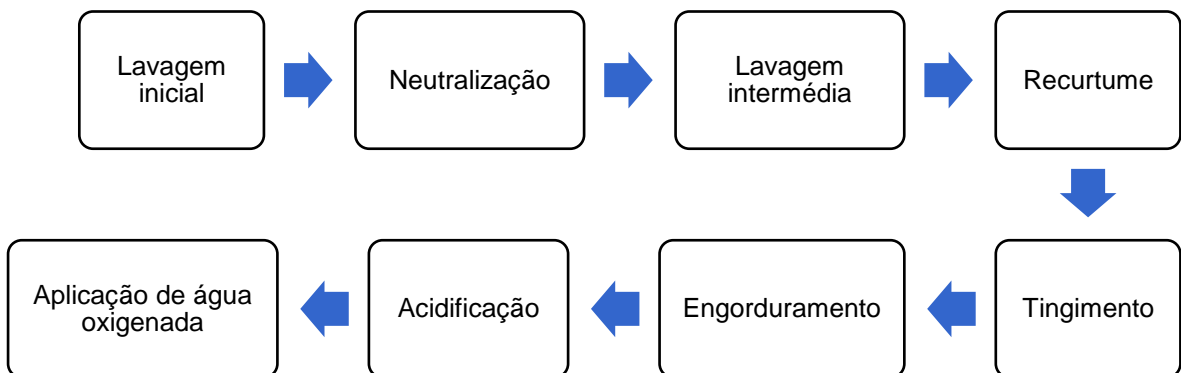 Lavagem
inicial
Neutralização
Lavagem
intermédia
Recurtume
Tingimento
Engorduramento
Acidificação
Aplicação de água
oxigenada